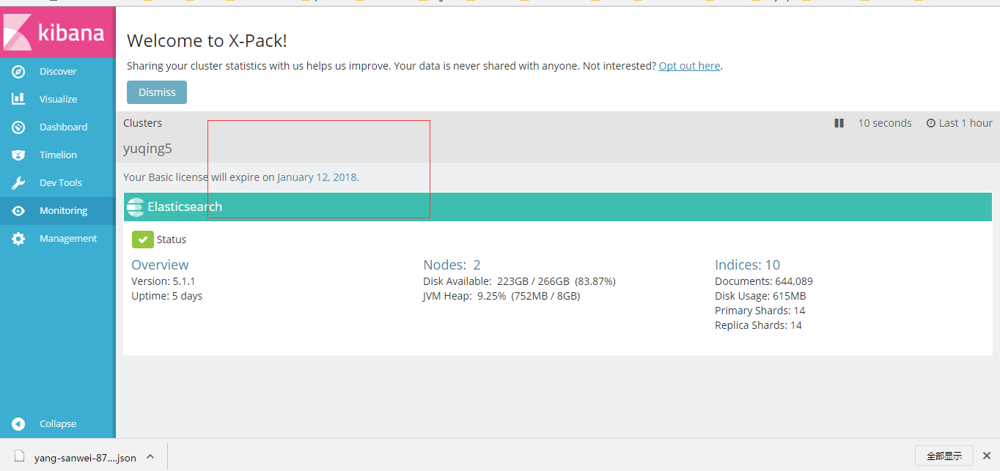 kibana
Welcome to X-Pack!
Sharing your cluster statistics with us helps us improve. Your data is never shared with anyone. Not interested? Opt out here.
Dismiss
Discover
Visualize
Dashboard
Timelion
Dev Tools
Monitoring
Management
Collapse
Clusters
10 seconds
Last 1 hour
yuqing5
Your Basic license will expire on January 12, 2018.
Elasticsearch
Status
Overview
Version: 5.1.1
Uptime: 5 days
Nodes: 2
Disk Available: 223GB / 266GB (83.87%)
JVM Heap: 9.25% (752MB / 8GB)
Indices: 10
Documents: 644,089
Disk Usage: 615MB
Primary Shards: 14
Replica Shards: 14
yang-sanwei-87....json
全部显示